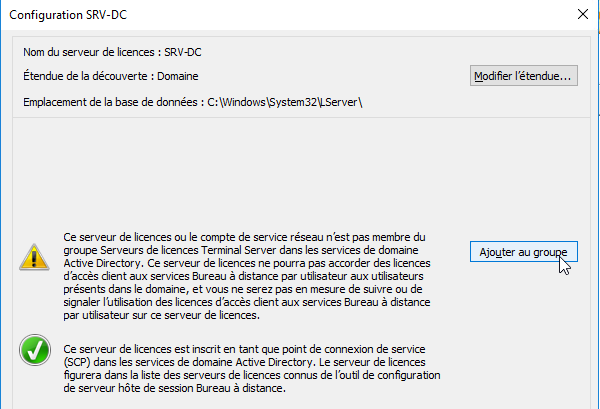 Configuration SRV-DC
Nom du serveur de licences : SRV-DC
Étendue de la découverte : Domaine
Modifier l'étendue...
Emplacement de la base de données : C:\Windows\System32\LServer\
Ce serveur de licences ou le compte de service réseau n'est pas membre du
groupe Serveurs de licences Terminal Server dans les services de domaine
Active Directory. Ce serveur de licences ne pourra pas accorder des licences
d'accès client aux services Bureau à distance par utilisateur aux utilisateurs
présents dans le domaine, et vous ne serez pas en mesure de suivre ou de
signaler l'utilisation des licences d'accès client aux services Bureau à distance
par utilisateur sur ce serveur de licences.
Ajouter au groupe
Ce serveur de licences est inscrit en tant que point de connexion de service
(SCP) dans les services de domaine Active Directory. Le serveur de licences
figurera dans la liste des serveurs de licences connus de l'outil de configuration
de serveur hôte de session Bureau à distance.